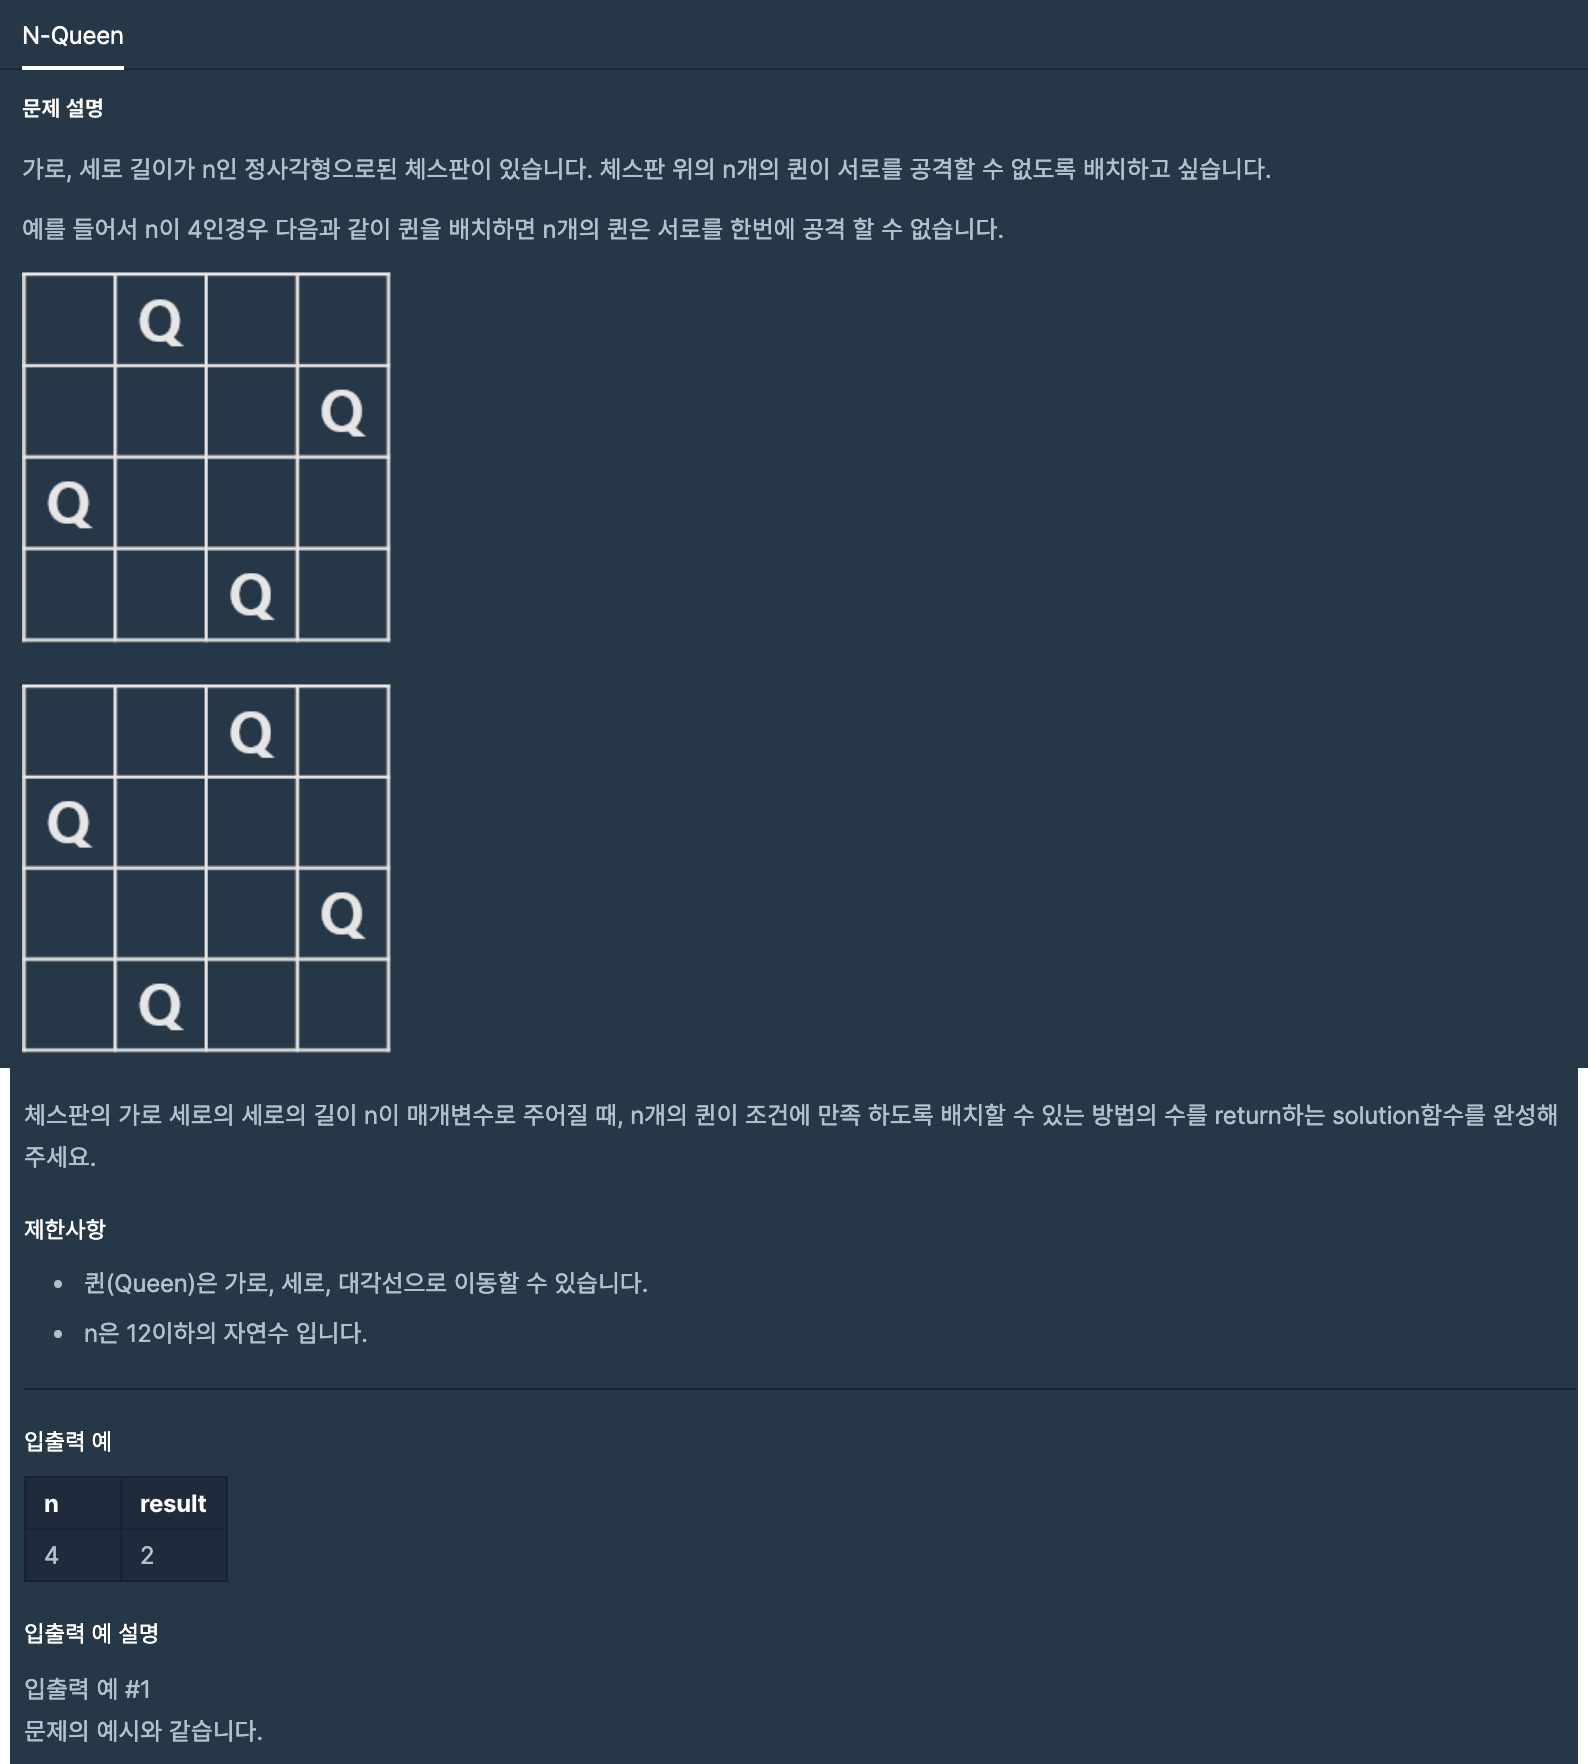 N-Queen
문제 설명
가로, 세로 길이가 n인 정사각형으로된 체스판이 있습니다. 체스판 위의 n개의 퀸이 서로를 공격할 수 없도록 배치하고 싶습니다.
예를 들어서 n이 4인경우 다음과 같이 퀸을 배치하면 n개의 퀸은 서로를 한번에 공격 할 수 없습니다.
Q
Q
Q
Q
Q
Q
Q
Q
체스판의 가로 세로의 세로의 길이 n이 매개변수로 주어질 때, n개의 퀸이 조건에 만족 하도록 배치할 수 있는 방법의 수를 return하는 solution함수를 완성해
주세요.
제한사항
• 퀸(Queen)은 가로, 세로, 대각선으로 이동할 수 있습니다.
• n은 12이하의 자연수 입니다.
입출력 예
n result
4 2
입출력 예 설명
입출력 예 #1
문제의 예시와 같습니다.